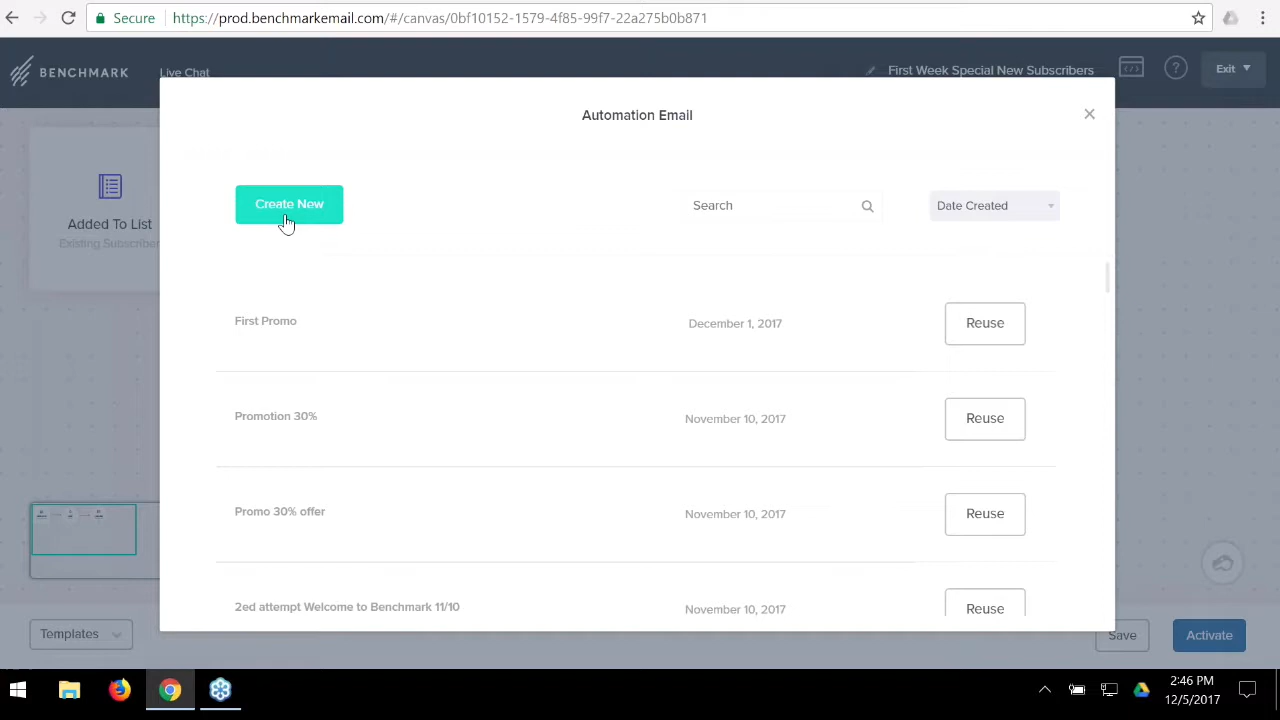 Secure https://prod.benchmarkemail.com/#/canvas/0bf10152-1579-4f85-99f7-22a275b0b871
BENCHMARK Live Chat First Week Special New Subscribers ? Exit
Automation Email
Create New Search Date Created
Added To List
Existing Subscriber
First Promo December 1, 2017 Reuse
Promotion 30% November 10, 2017 Reuse
Promo 30% offer November 10, 2017 Reuse
2ed attempt Welcome to Benchmark 11/10 November 10, 2017 Reuse
Templates Save Activate
2:46 PM
12/5/2017